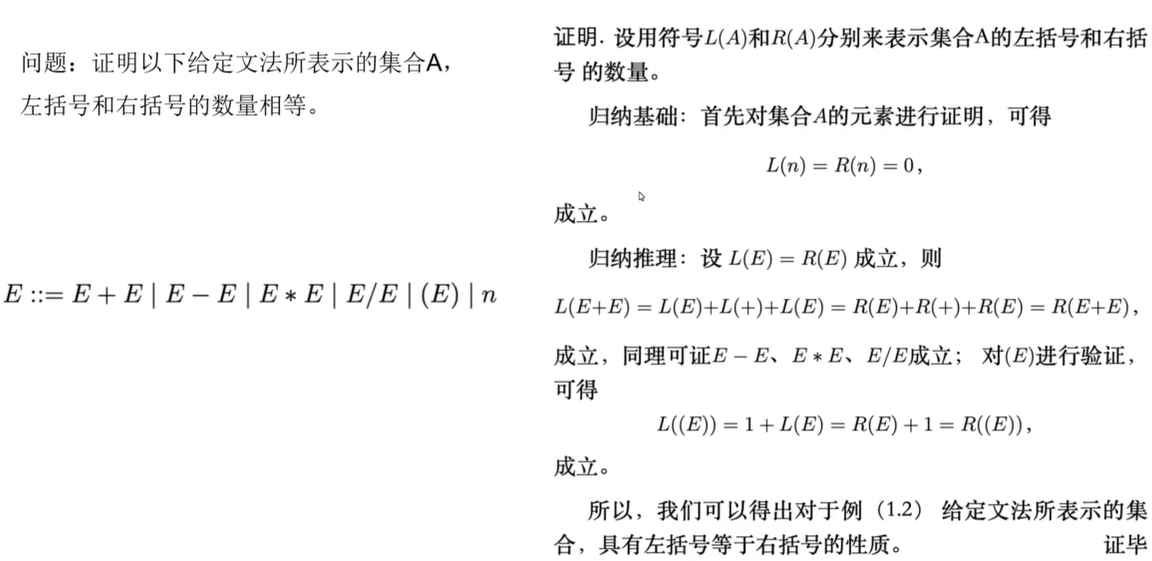 问题：证明以下给定文法所表示的集合A，
左括号和右括号的数量相等。
E ::= E + E | E − E | E ∗ E | E/E | (E) | n
证明. 设用符号L(A)和R(A)分别来表示集合A的左括号和右括
号 的数量。
归纳基础：首先对集合A的元素进行证明，可得
L(n) = R(n) = 0，
成立。
归纳推理：设 L(E) = R(E) 成立，则
L(E+E) = L(E)+L(+)+L(E) = R(E)+R(+)+R(E) = R(E+E)，
成立，同理可证E − E、E ∗ E、E/E成立； 对(E)进行验证，
可得
L((E)) = 1 + L(E) = R(E) + 1 = R((E))，
成立。
所以，我们可以得出对于例（1.2） 给定文法所表示的集
合，具有左括号等于右括号的性质。 证毕